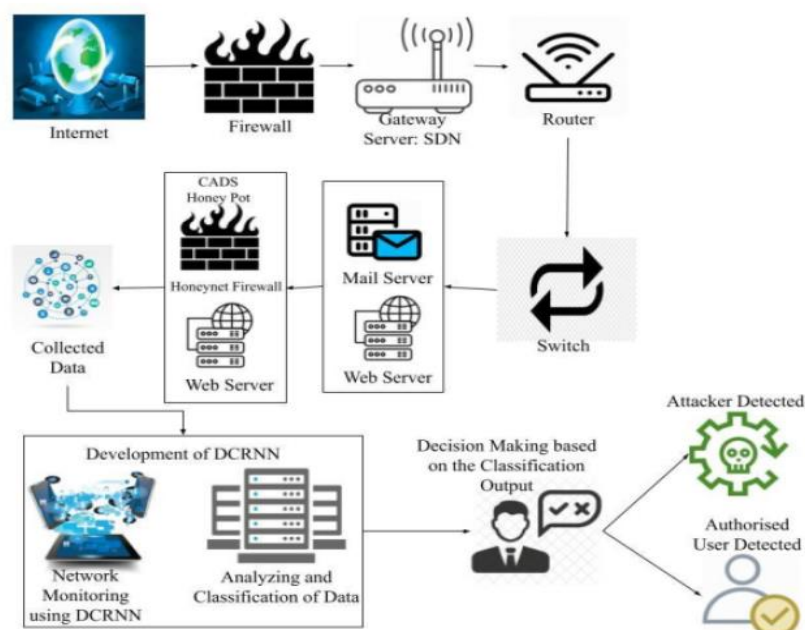 Internet
Firewall
Gateway
Server: SDN
Router
CADS
Honey Pot
Honeynet Firewall
Web Server
Mail Server
Web Server
Switch
Collected
Data
Development of DCRNN
Network
Monitoring
using DCRNN
Analyzing and
Classification of Data
Decision Making based
on the Classification
Output
Attacker Detected
Authorised
User Detected